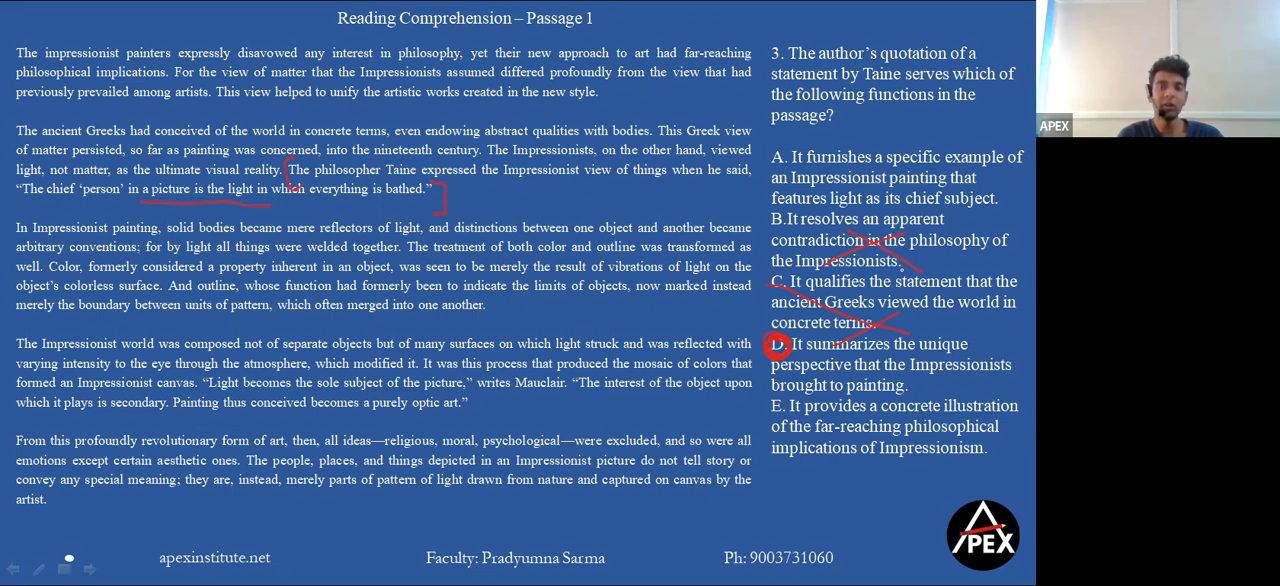 Reading Comprehension – Passage 1
The impressionist painters expressly disavowed any interest in philosophy, yet their new approach to art had far-reaching
philosophical implications. For the view of matter that the Impressionists assumed differed profoundly from the view that had
previously prevailed among artists. This view helped to unify the artistic works created in the new style.
The ancient Greeks had conceived of the world in concrete terms, even endowing abstract qualities with bodies. This Greek view
of matter persisted, so far as painting was concerned, into the nineteenth century. The Impressionists, on the other hand, viewed
light, not matter, as the ultimate visual reality. The philosopher Taine expressed the Impressionist view of things when he said,
“The chief ‘person’ in a picture is the light in which everything is bathed.”
In Impressionist painting, solid bodies became mere reflectors of light, and distinctions between one object and another became
arbitrary conventions; for by light all things were welded together. The treatment of both color and outline was transformed as
well. Color, formerly considered a property inherent in an object, was seen to be merely the result of vibrations of light on the
object’s colorless surface. And outline, whose function had formerly been to indicate the limits of objects, now marked instead
merely the boundary between units of pattern, which often merged into one another.
The Impressionist world was composed not of separate objects but of many surfaces on which light struck and was reflected with
varying intensity to the eye through the atmosphere, which modified it. It was this process that produced the mosaic of colors that
formed an Impressionist canvas. “Light becomes the sole subject of the picture,” writes Mauclair. “The interest of the object upon
which it plays is secondary. Painting thus conceived becomes a purely optic art.”
From this profoundly revolutionary form of art, then, all ideas—religious, moral, psychological—were excluded, and so were all
emotions except certain aesthetic ones. The people, places, and things depicted in an Impressionist picture do not tell story or
convey any special meaning; they are, instead, merely parts of pattern of light drawn from nature and captured on canvas by the
artist.
3. The author’s quotation of a
statement by Taine serves which of
the following functions in the
passage?
A. It furnishes a specific example of
an Impressionist painting that
features light as its chief subject.
B.It resolves an apparent
contradiction in the philosophy of
the Impressionists.
C. It qualifies the statement that the
ancient Greeks viewed the world in
concrete terms.
D. It summarizes the unique
perspective that the Impressionists
brought to painting.
E. It provides a concrete illustration
of the far-reaching philosophical
implications of Impressionism.
APEX
APEX
apexinstitute.net
Faculty: Pradyumna Sarma
Ph: 9003731060